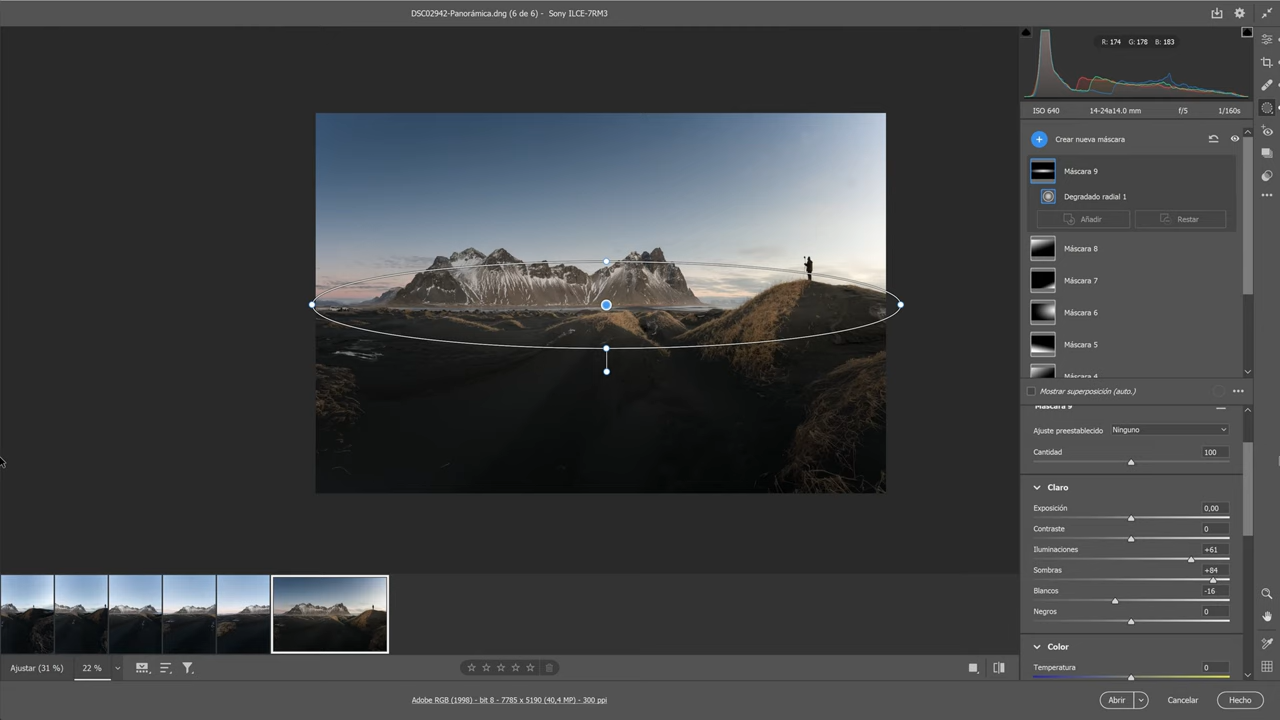 DSC02942-Panorámica.dng (6 de 6) - Sony ILCE-7RM3
R: 174 G: 178 B: 183
ISO 640 14-24a14.0 mm f/5 1/160s
Crear nueva máscara
Máscara 9
Degradado radial 1
Añadir Restar
Máscara 8
Máscara 7
Máscara 6
Máscara 5
Máscara 4
Mostrar superposición (auto.)
Máscara 9
Ajuste preestablecido Ninguno
Cantidad 100
Claro
Exposición 0,00
Contraste 0
Iluminaciones +61
Sombras +84
Blancos -16
Negros 0
Color
Temperatura 0
Ajustar (31 %) 22 %
Adobe RGB (1998) - bit 8 - 7785 x 5190 (40,4 MP) - 300 ppi
Abrir Cancelar Hecho